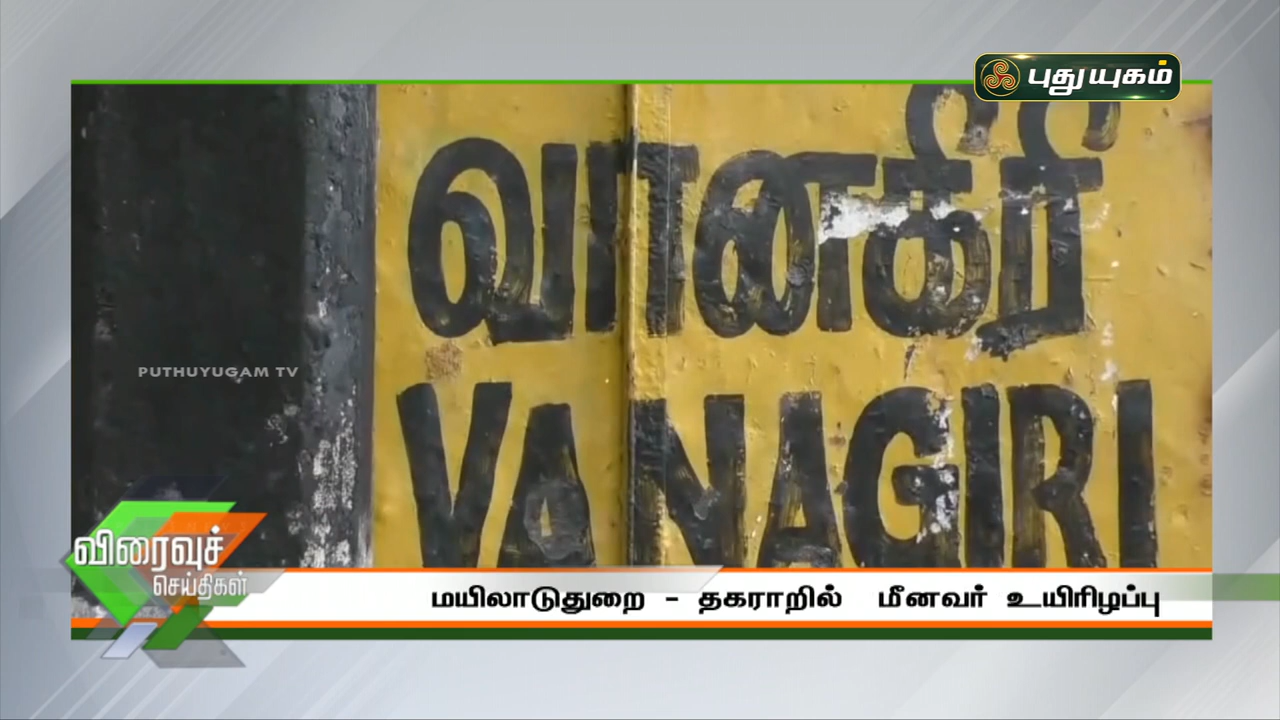 புதுயுகம்
வானகிரி
PUTHUYUGAM TV
VANAGIRI
விரைவுச்
செய்திகள்
மயிலாடுதுறை - தகராறில் மீனவர் உயிரிழப்பு